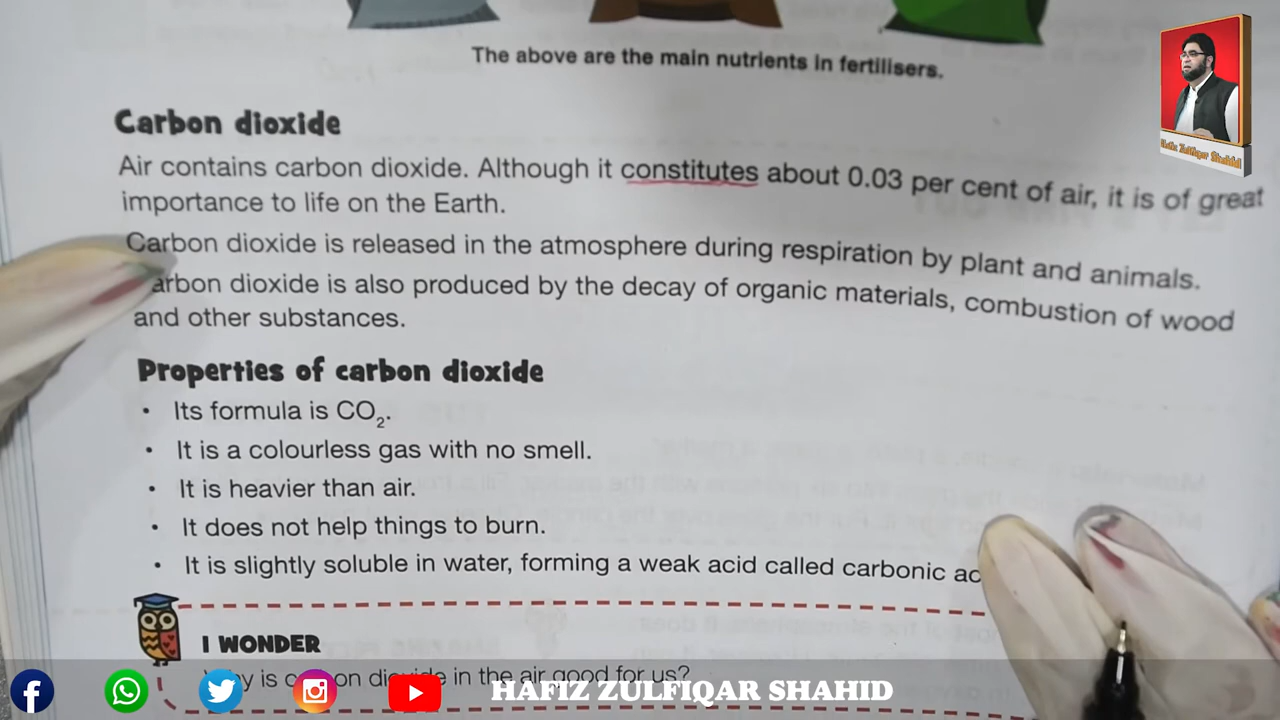 The above are the main nutrients in fertilisers.
Hafiz Zulfiqar Shahid
Carbon dioxide
Air contains carbon dioxide. Although it constitutes about 0.03 per cent of air, it is of great
importance to life on the Earth.
Carbon dioxide is released in the atmosphere during respiration by plant and animals.
arbon dioxide is also produced by the decay of organic materials, combustion of wood
and other substances.
Properties of carbon dioxide
• Its formula is CO₂.
• It is a colourless gas with no smell.
• It is heavier than air.
• It does not help things to burn.
• It is slightly soluble in water, forming a weak acid called carbonic ac
I WONDER
is carbon dioxide in the air good for us?
HAFIZ ZULFIQAR SHAHID